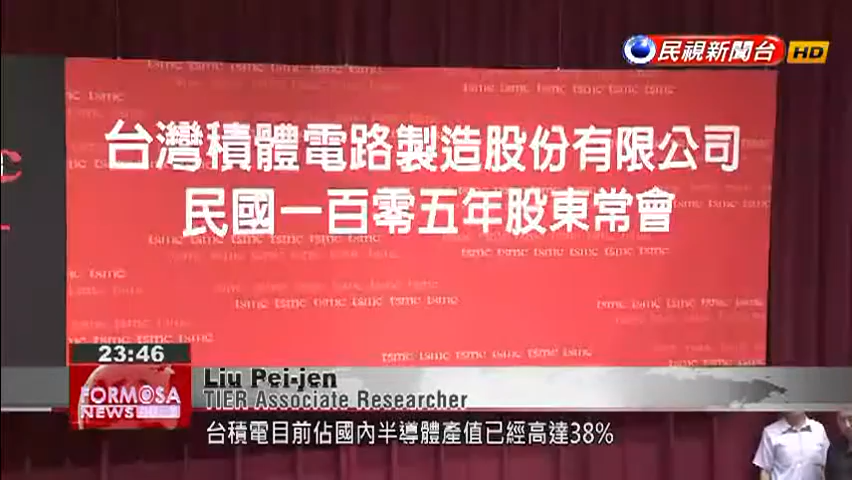 民視新聞台 HD
台灣積體電路製造股份有限公司
民國一百零五年股東常會
23:46
FORMOSA
NEWS
Liu Pei-jen
TIER Associate Researcher
台積電目前佔國內半導體產值已經高達38%